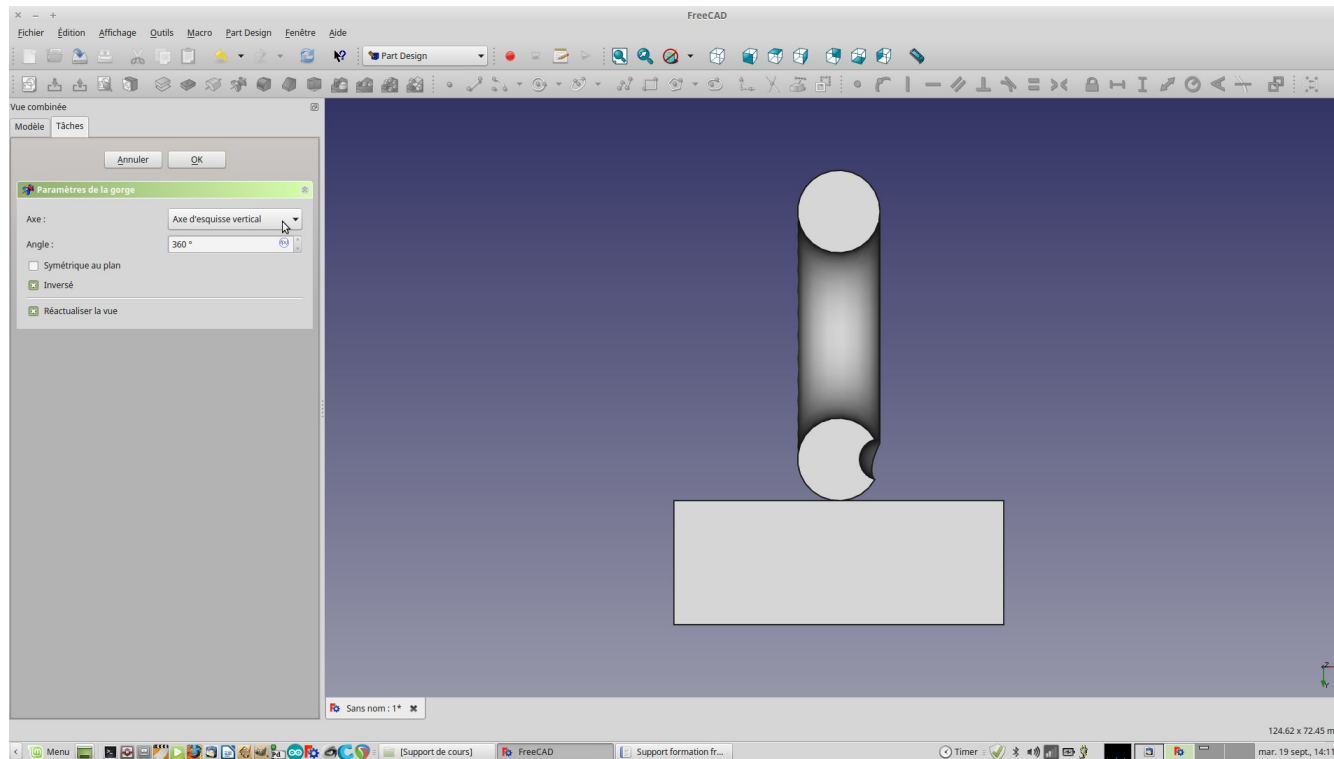 FreeCAD
Fichier Édition Affichage Outils Macro Part Design Fenêtre Aide
Part Design
Vue combinée
Modèle Tâches
Annuler OK
Paramètres de la gorge
Axe : Axe d'esquisse vertical
Angle : 360 °
Symétrique au plan
Inversé
Réactualiser la vue
Z
Y
Sans nom : 1*
124.62 x 72.45 m
Menu [Support de cours] FreeCAD Support formation fr... Timer mar. 19 sept., 14:11